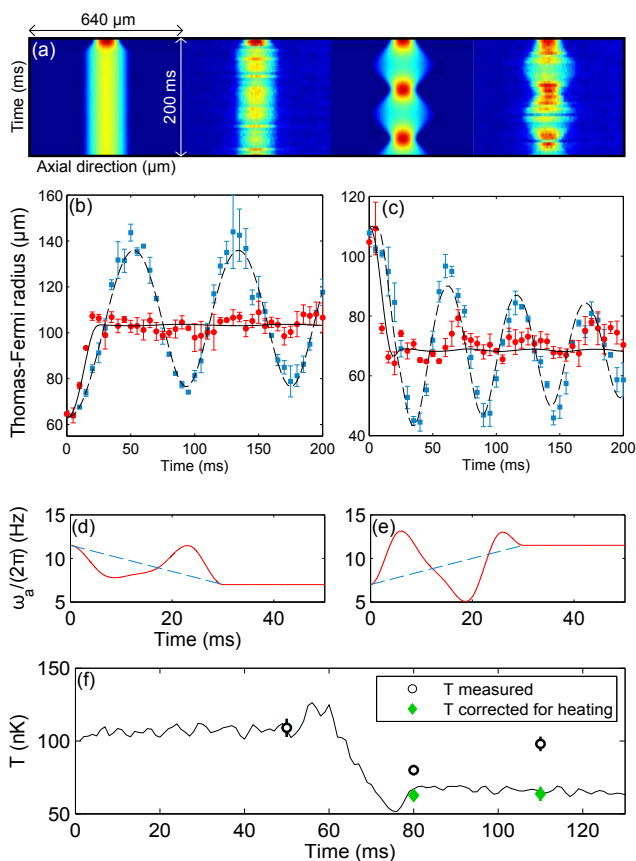 640 μm
(a)
Time (ms)
200 ms
Axial direction (μm)
(b)
(c)
Thomas-Fermi radius (μm)
160
140
120
100
80
60
0 50 100 150 200
Time (ms)
120
100
80
60
40
0 50 100 150 200
Time (ms)
(d)
(e)
ω_a/(2π) (Hz)
15
10
5
0 20 40
Time (ms)
15
10
5
0 20 40
(f)
T measured
T corrected for heating
T (nK)
150
100
50
0 20 40 60 80 100 120
Time (ms)